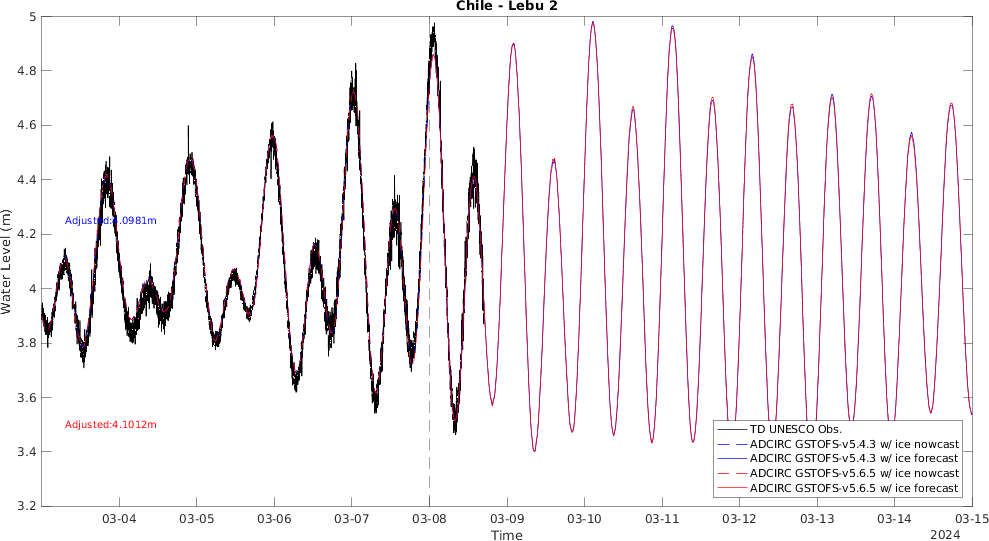 Chile - Lebu 2
Water Level (m)
5
4.8
4.6
4.4
4.2
4
3.8
3.6
3.4
3.2
Adjusted:4.0981m
Adjusted:4.1012m
TD UNESCO Obs.
ADCIRC GSTOFS-v5.4.3 w/ ice nowcast
ADCIRC GSTOFS-v5.4.3 w/ ice forecast
ADCIRC GSTOFS-v5.6.5 w/ ice nowcast
ADCIRC GSTOFS-v5.6.5 w/ ice forecast
03-04 03-05 03-06 03-07 03-08 03-09 03-10 03-11 03-12 03-13 03-14 03-15
Time
2024